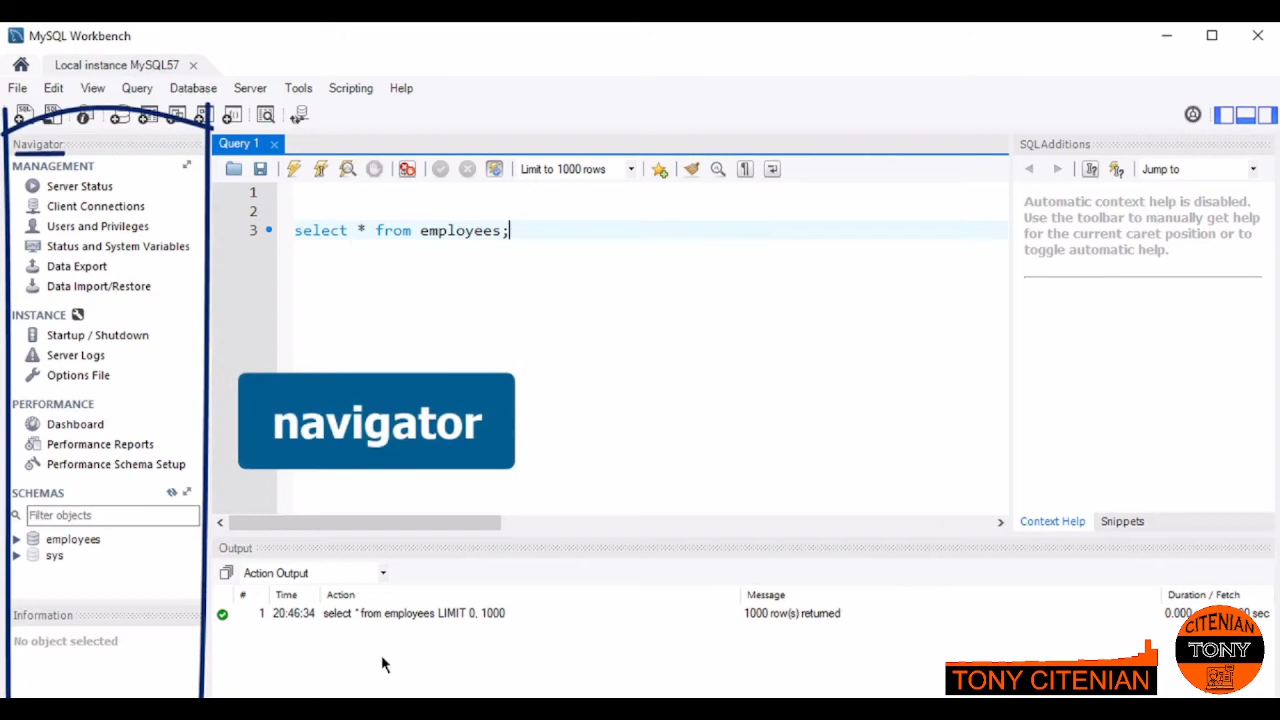 MySQL Workbench
Local instance MySQL57
File Edit View Query Database Server Tools Scripting Help
Navigator
MANAGEMENT
Server Status
Client Connections
Users and Privileges
Status and System Variables
Data Export
Data Import/Restore
INSTANCE
Startup / Shutdown
Server Logs
Options File
PERFORMANCE
Dashboard
Performance Reports
Performance Schema Setup
SCHEMAS
Filter objects
employees
sys
Information
No object selected
Query 1
Limit to 1000 rows
1
2
3 select * from employees;
navigator
SQLAdditions
Jump to
Automatic context help is disabled.
Use the toolbar to manually get help
for the current caret position or to
toggle automatic help.
Context Help Snippets
Output
Action Output
# Time Action Message Duration / Fetch
1 20:46:34 select * from employees LIMIT 0, 1000 1000 row(s) returned 0.000 sec
CITENIAN
TONY
TONY CITENIAN